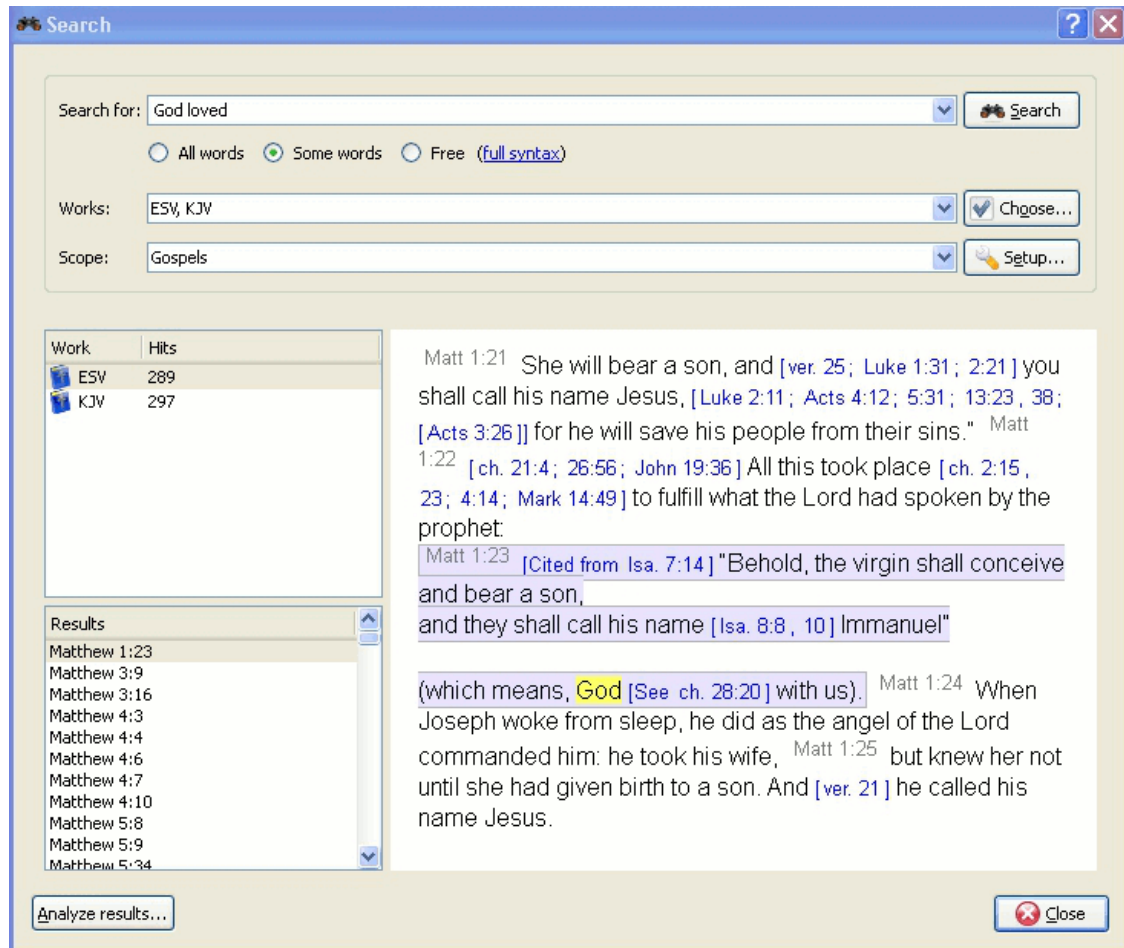 Search
Search for: God loved Search
All words Some words Free (full syntax)
Works: ESV, KJV Choose...
Scope: Gospels Setup...
Work Hits
ESV 289
KJV 297
Results
Matthew 1:23
Matthew 3:9
Matthew 3:16
Matthew 4:3
Matthew 4:4
Matthew 4:6
Matthew 4:7
Matthew 4:10
Matthew 5:8
Matthew 5:9
Matthew 5:34
Matt 1:21 She will bear a son, and [ver. 25; Luke 1:31; 2:21] you
shall call his name Jesus, [Luke 2:11; Acts 4:12; 5:31; 13:23, 38;
[Acts 3:26]] for he will save his people from their sins." Matt
1:22 [ch. 21:4; 26:56; John 19:36] All this took place [ch. 2:15,
23; 4:14; Mark 14:49] to fulfill what the Lord had spoken by the
prophet:
Matt 1:23 [Cited from Isa. 7:14] "Behold, the virgin shall conceive
and bear a son,
and they shall call his name [Isa. 8:8, 10] Immanuel"
(which means, God [See ch. 28:20] with us). Matt 1:24 When
Joseph woke from sleep, he did as the angel of the Lord
commanded him: he took his wife, Matt 1:25 but knew her not
until she had given birth to a son. And [ver. 21] he called his
name Jesus.
Analyze results... Close